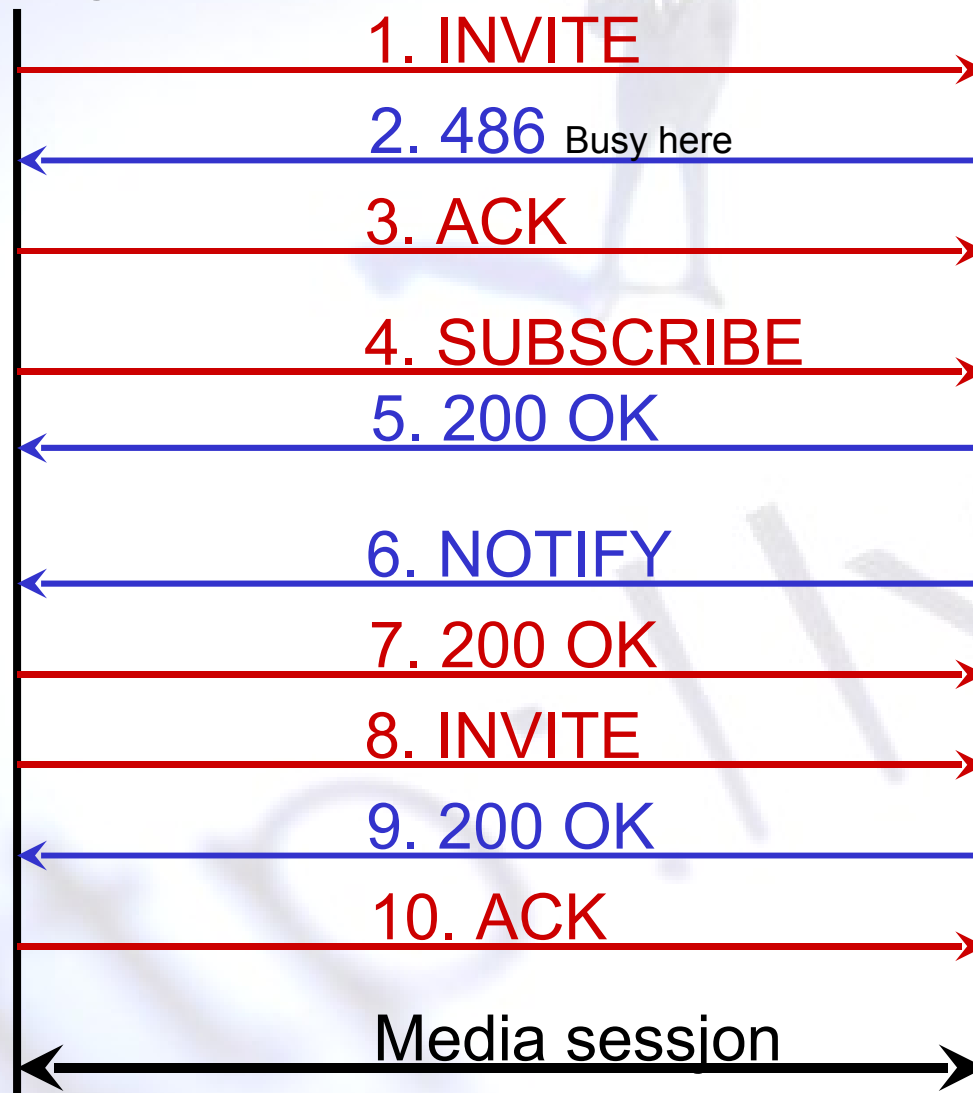 1. INVITE
2. 486 Busy here
3. ACK
4. SUBSCRIBE
5. 200 OK
6. NOTIFY
7. 200 OK
8. INVITE
9. 200 OK
10. ACK
Media sessjon